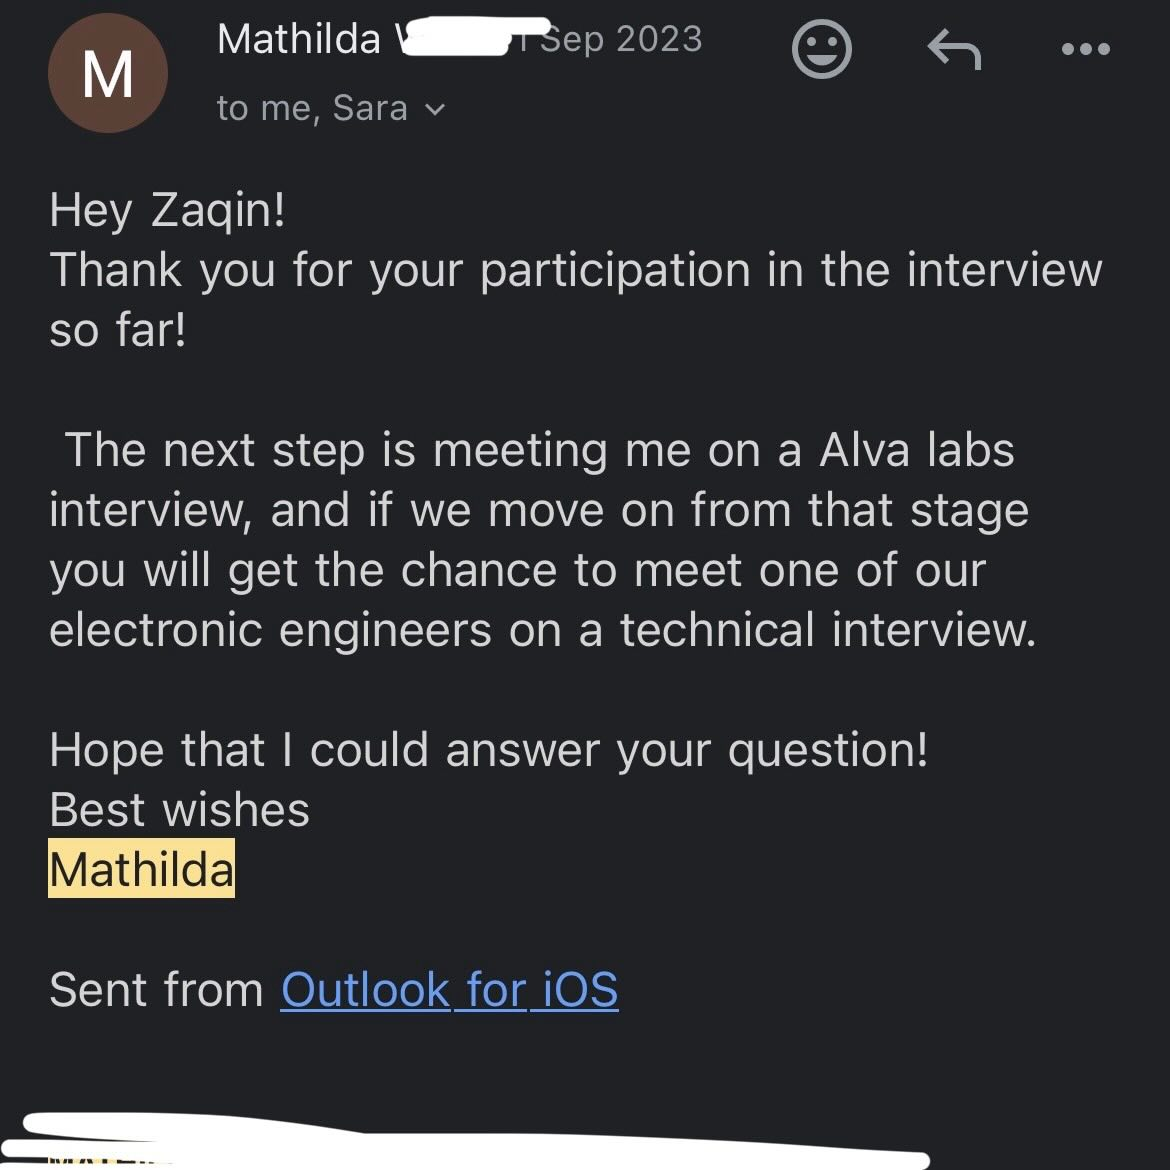 M
Mathilda
Sep 2023
to me, Sara
Hey Zaqin!
Thank you for your participation in the interview
so far!
The next step is meeting me on a Alva labs
interview, and if we move on from that stage
you will get the chance to meet one of our
electronic engineers on a technical interview.
Hope that I could answer your question!
Best wishes
Mathilda
Sent from Outlook for iOS